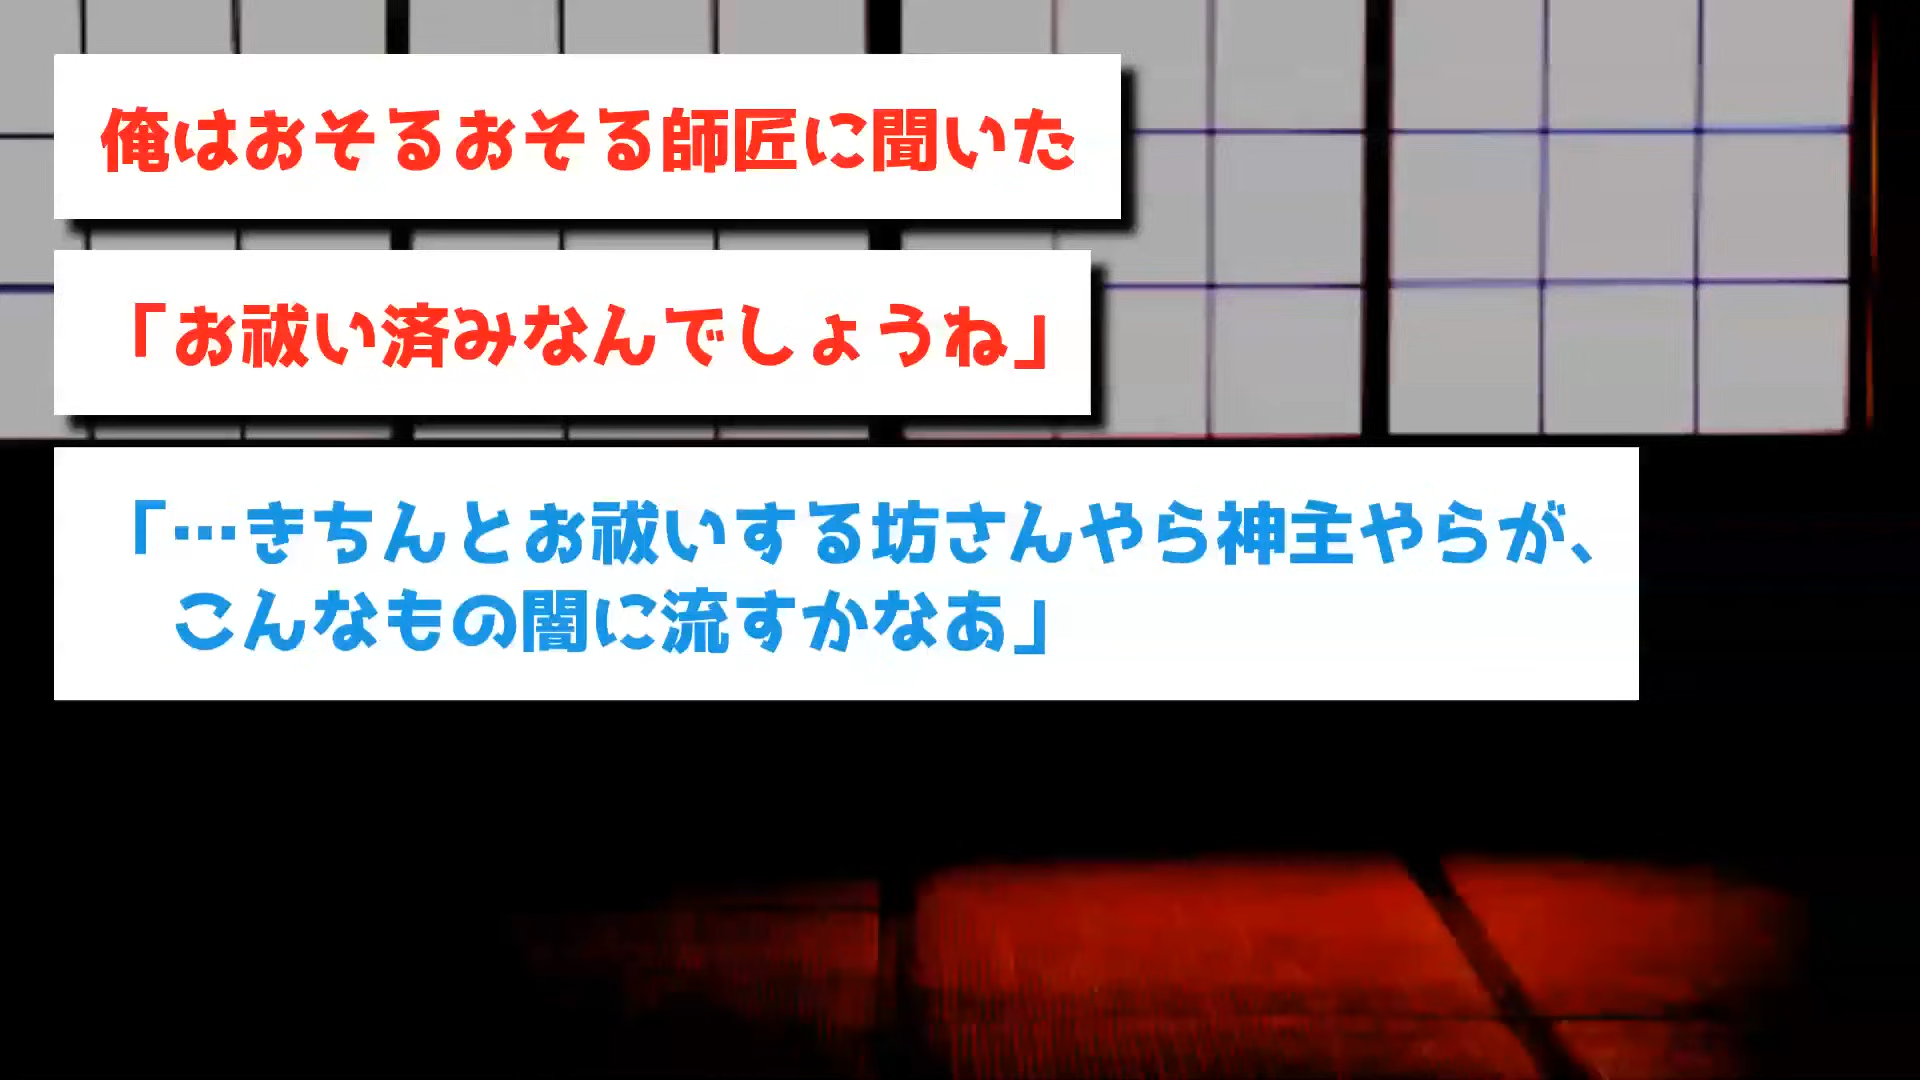 俺はおそるおそる師匠に聞いた
「お祓い済みなんでしょうね」
「…きちんとお祓いする坊さんやら神主やらが、
こんなもの闇に流すかなあ」